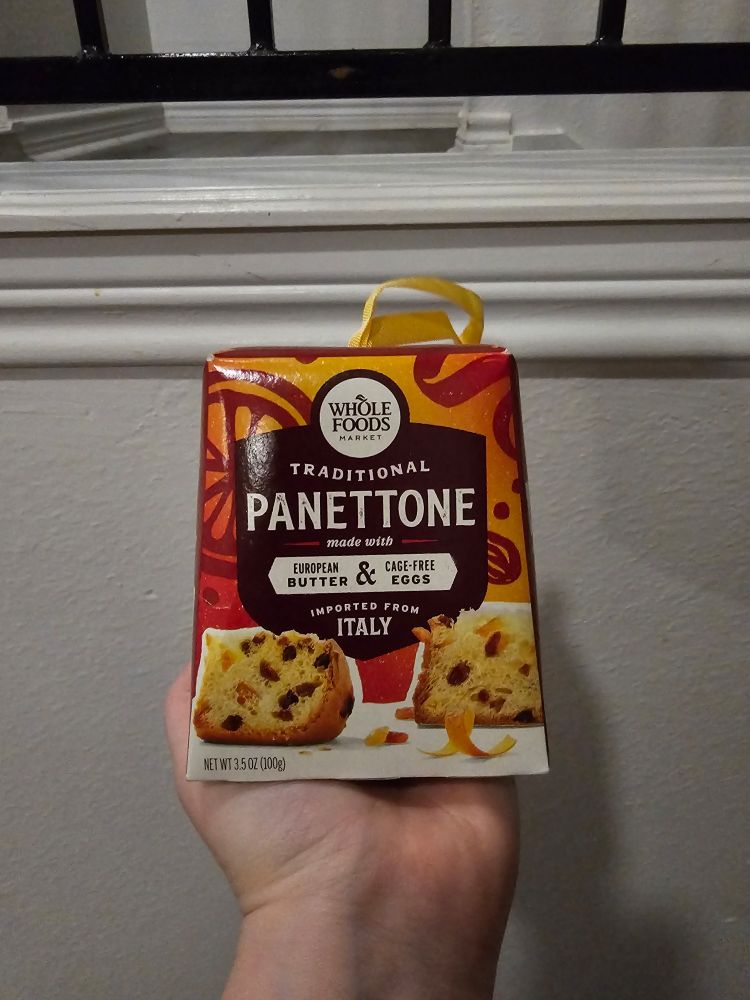 WHOLE
FOODS
MARKET
TRADITIONAL
PANETTONE
made with
EUROPEAN
BUTTER & CAGE-FREE
EGGS
IMPORTED FROM
ITALY
NET WT 3.5 OZ (100g)